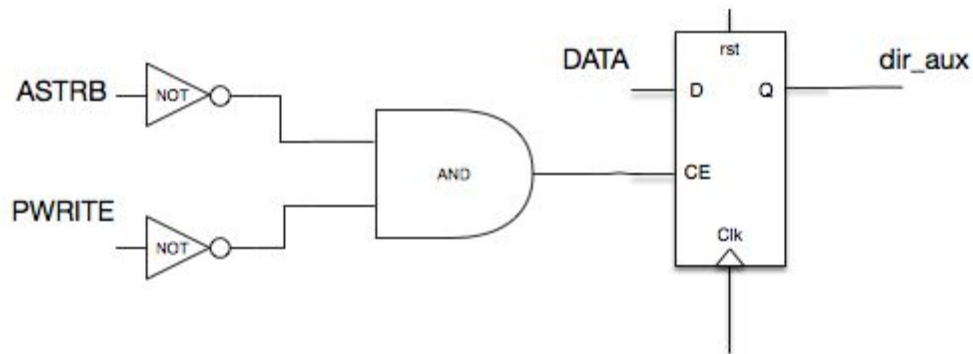 ASTRB
NOT
PWRITE
NOT
AND
DATA
rst
D
Q
CE
Clk
dir_aux